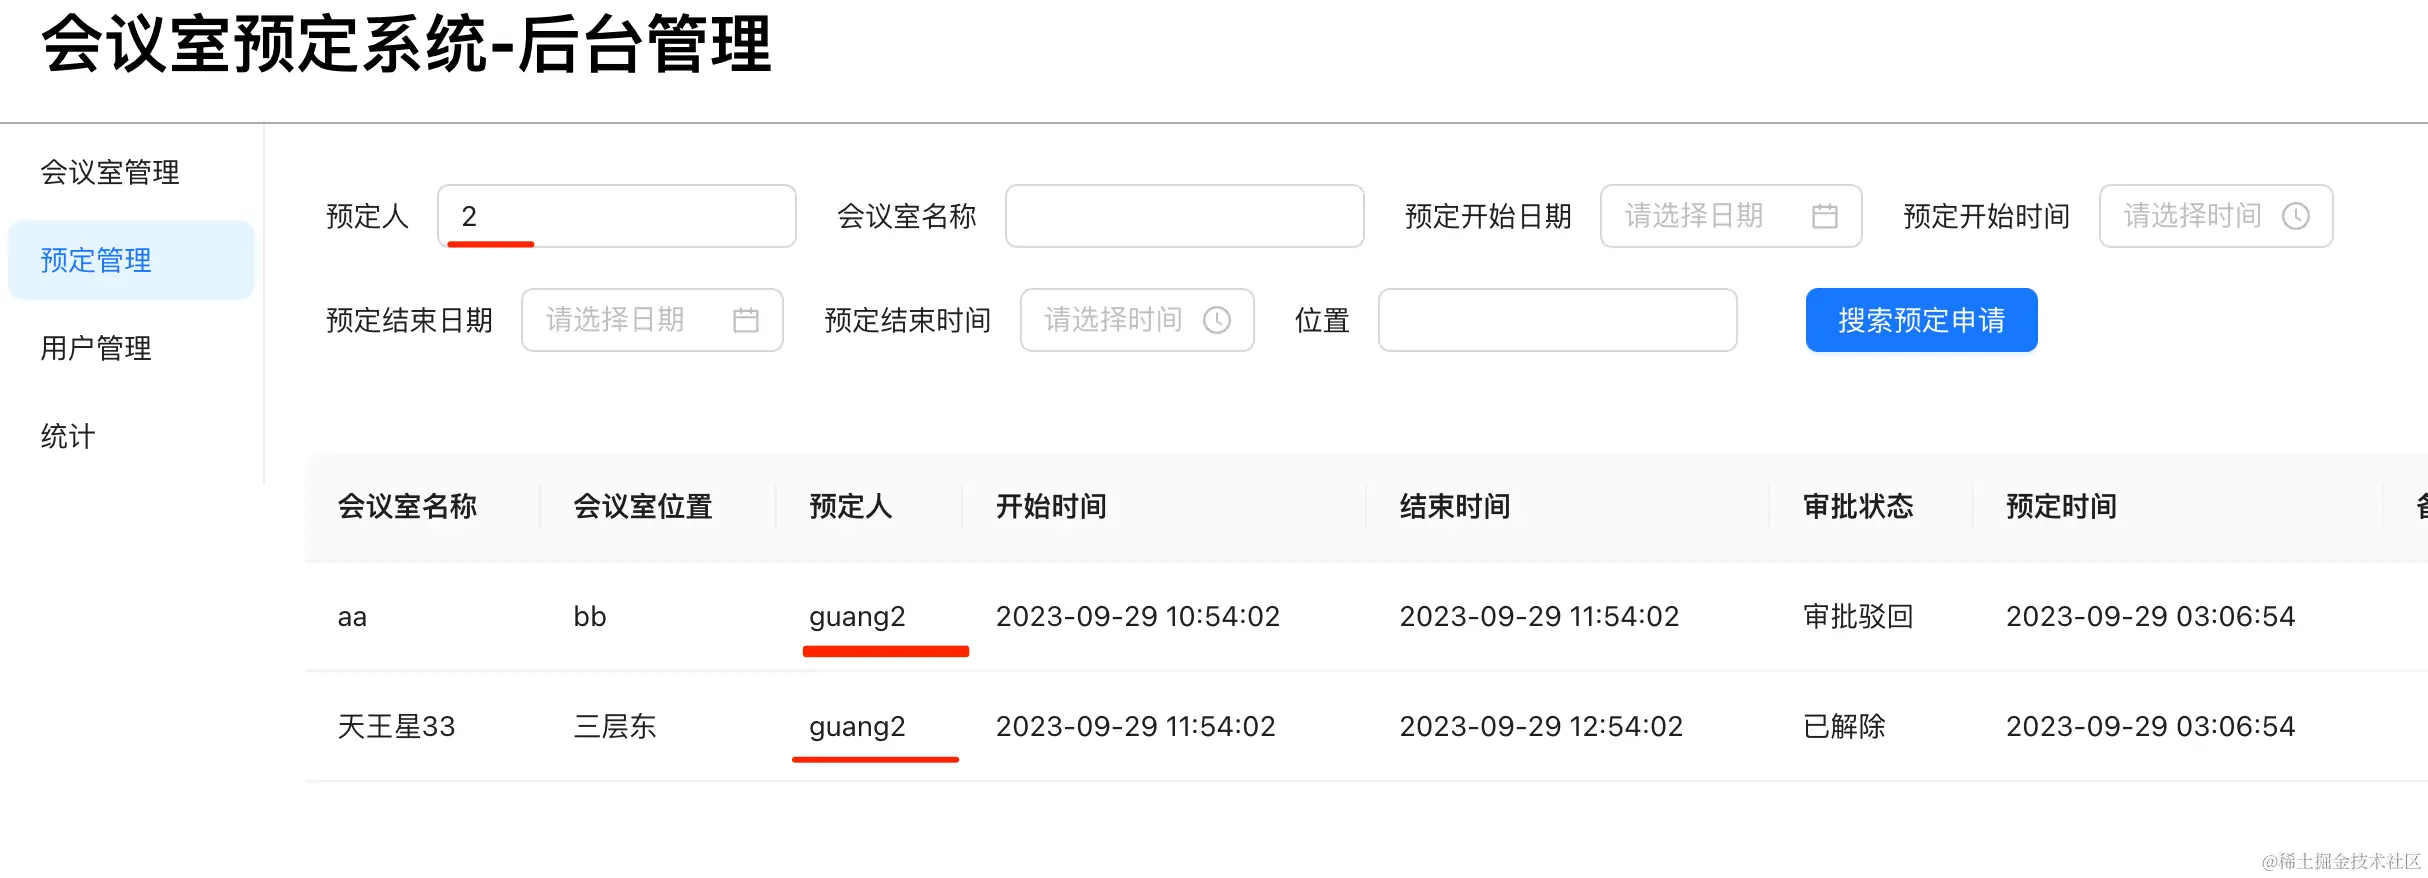 会议室预定系统-后台管理
会议室管理
预定管理
用户管理
统计
预定人 2 会议室名称 预定开始日期 请选择日期 预定开始时间 请选择时间
预定结束日期 请选择日期 预定结束时间 请选择时间 位置 搜索预定申请
会议室名称 会议室位置 预定人 开始时间 结束时间 审批状态 预定时间
aa bb guang2 2023-09-29 10:54:02 2023-09-29 11:54:02 审批驳回 2023-09-29 03:06:54
天王星33 三层东 guang2 2023-09-29 11:54:02 2023-09-29 12:54:02 已解除 2023-09-29 03:06:54
@稀土掘金技术社区